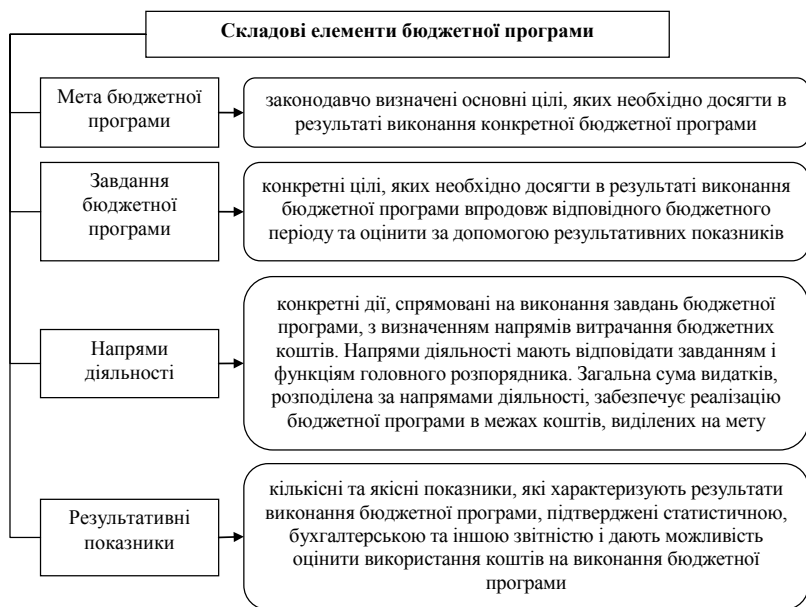 Складові елементи бюджетної програми
Мета бюджетної
програми
законодавчо визначені основні цілі, яких необхідно досягти в
результаті виконання конкретної бюджетної програми
Завдання
бюджетної
програми
конкретні цілі, яких необхідно досягти в результаті виконання
бюджетної програми впродовж відповідного бюджетного
періоду та оцінити за допомогою результативних показників
Напрями
діяльності
конкретні дії, спрямовані на виконання завдань бюджетної
програми, з визначенням напрямів витрачання бюджетних
коштів. Напрями діяльності мають відповідати завданням і
функціям головного розпорядника. Загальна сума видатків,
розподілена за напрямами діяльності, забезпечує реалізацію
бюджетної програми в межах коштів, виділених на мету
Результативні
показники
кількісні та якісні показники, які характеризують результати
виконання бюджетної програми, підтверджені статистичною,
бухгалтерською та іншою звітністю і дають можливість
оцінити використання коштів на виконання бюджетної
програми